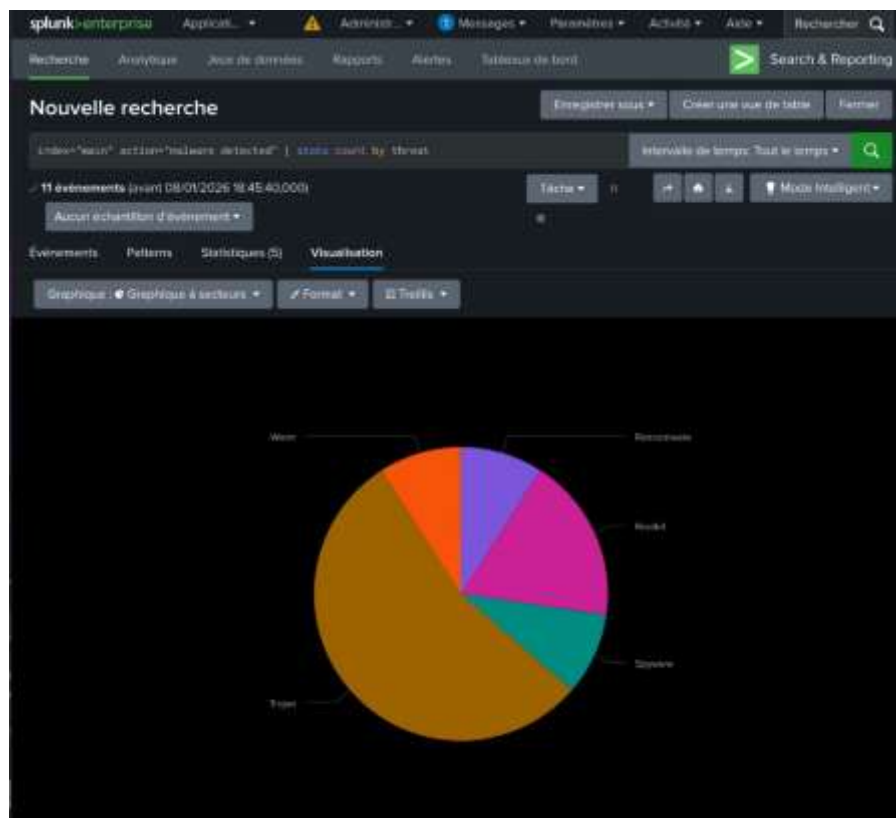 splunk>enterprise Applicati... ▾ Administr... ▾ 1 Messages ▾ Paramètres ▾ Activité ▾ Aide ▾ Rechercher
Recherche Analytique Jeux de données Rapports Alertes Tableaux de bord Search & Reporting
Nouvelle recherche Enregistrer sous ▾ Créer une vue de table Fermer
index="main" action="malware detected" | stats count by threat Intervalle de temps: Tout le temps ▾
11 événements (avant 08/01/2026 18:45:40,000) Tâche ▾ Mode Intelligent ▾
Aucun échantillon d'événement ▾
Événements Patterns Statistiques (5) Visualisation
Graphique : Graphique à secteurs ▾ Format ▾ Treillis ▾
Worm Ransomware
Rootkit
Spyware
Trojan